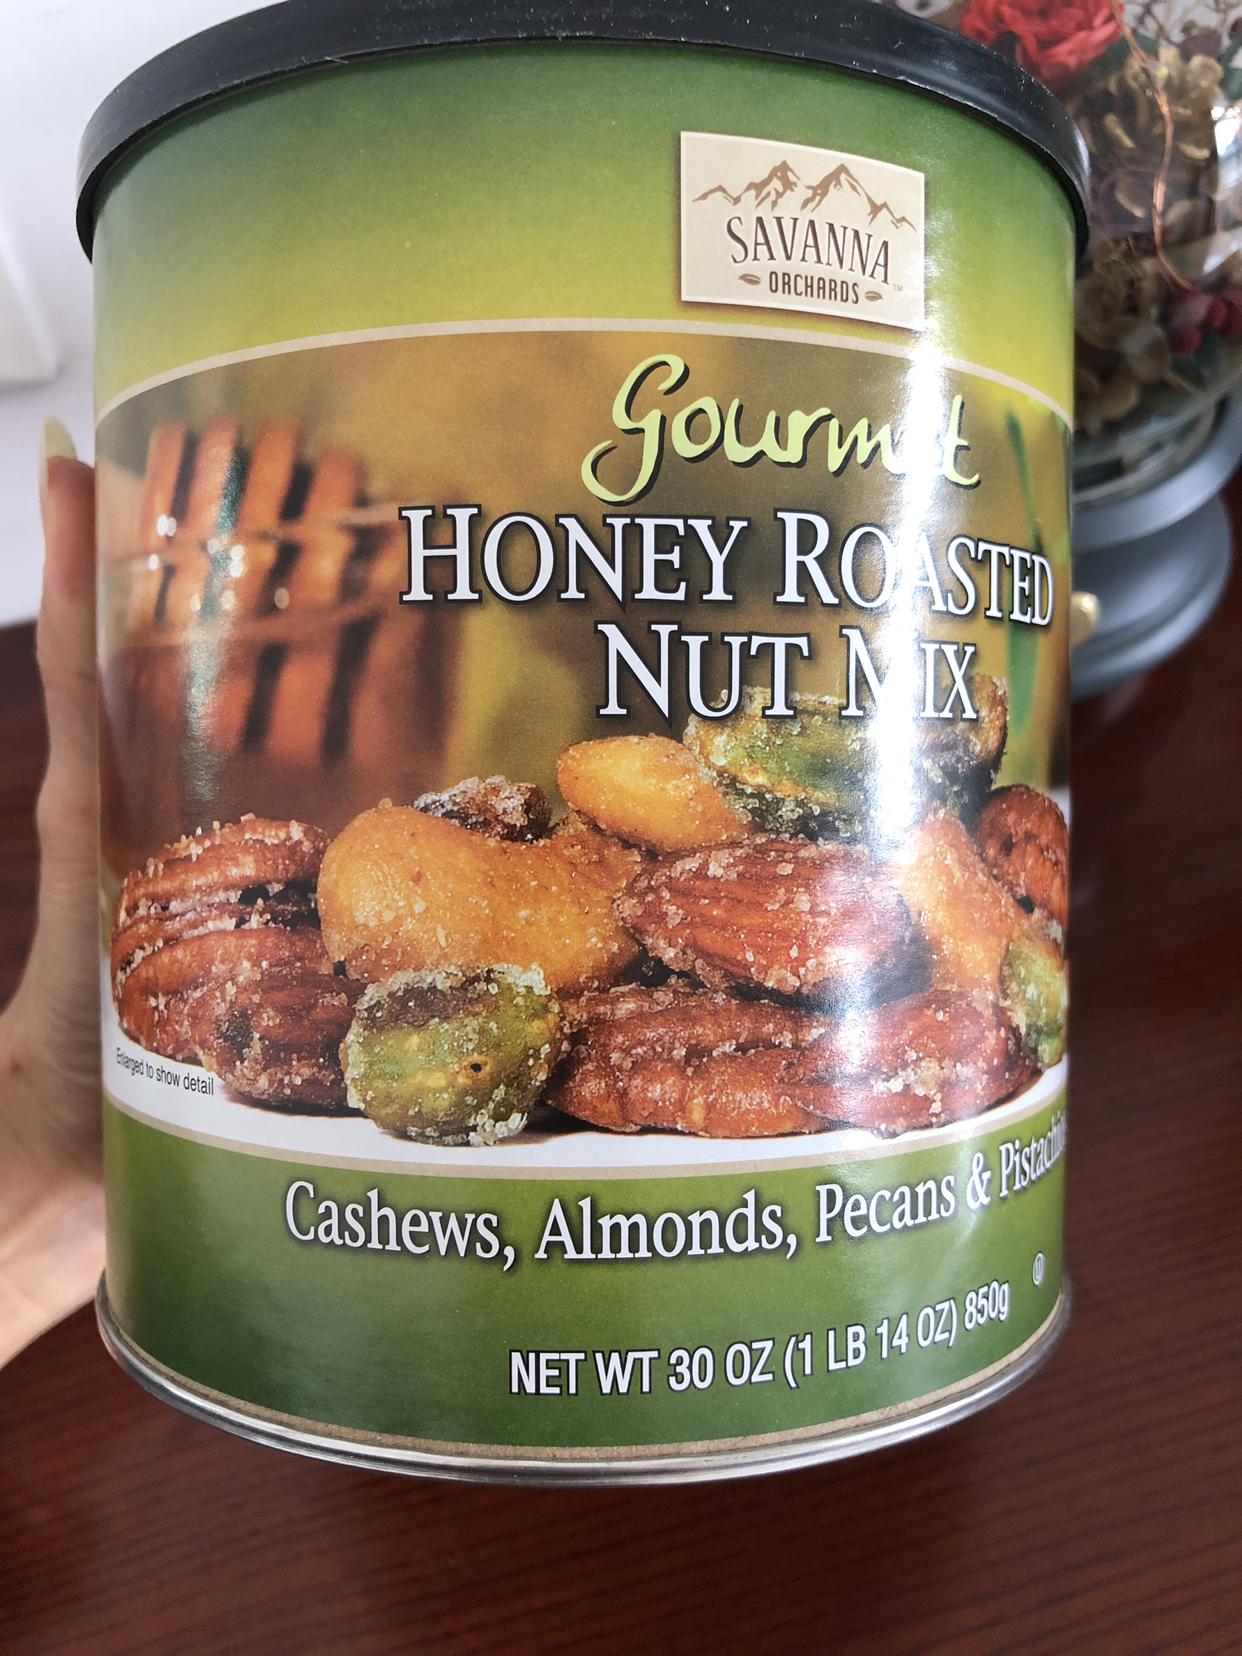 SAVANNA
ORCHARDS
TM
Gourmet
HONEY ROASTED
NUT MIX
Enlarged to show detail
Cashews, Almonds, Pecans &
NET WT 30 OZ (1 LB 14 OZ) 850g
U